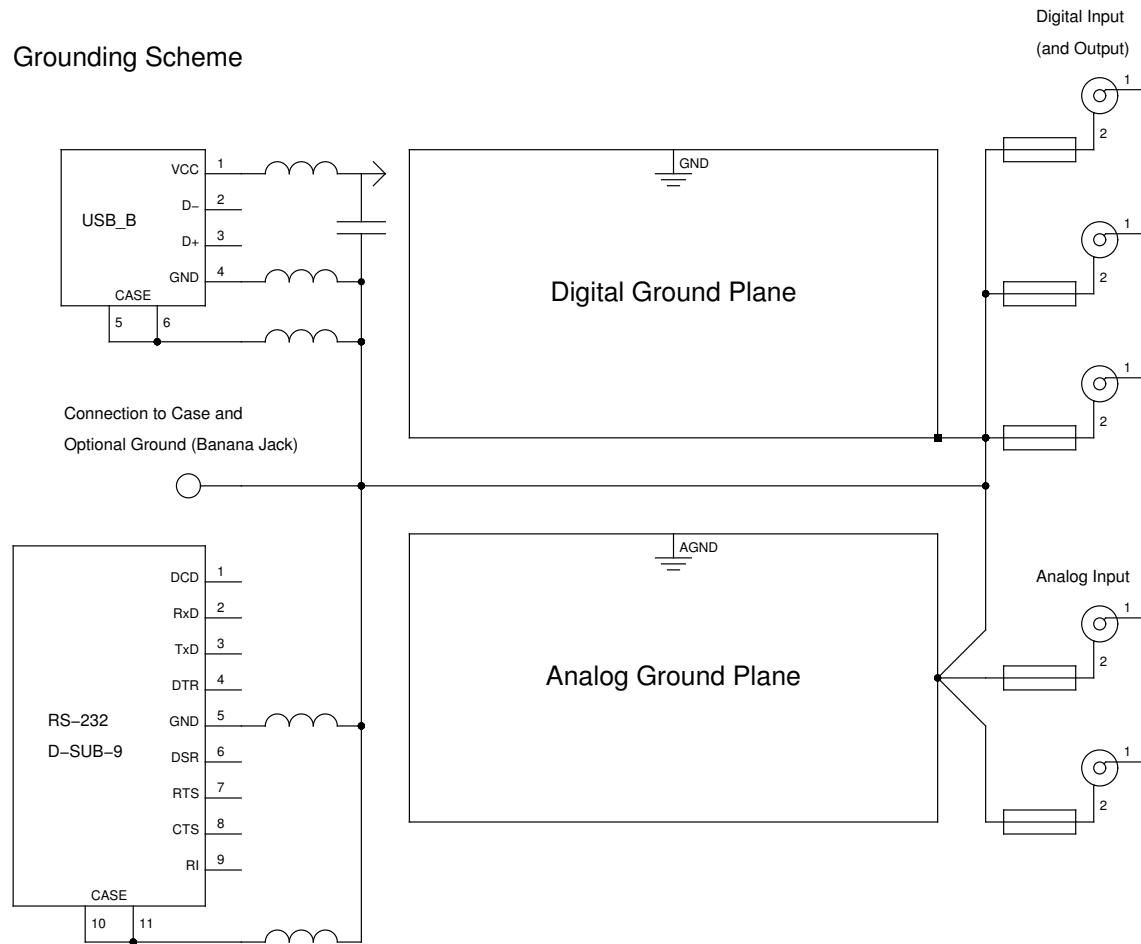 Grounding Scheme
Digital Input
(and Output)
1
2
USB_B
VCC 1
D− 2
D+ 3
GND 4
CASE
5 6
GND
Digital Ground Plane
1
2
1
2
Connection to Case and
Optional Ground (Banana Jack)
RS−232
D−SUB−9
DCD 1
RxD 2
TxD 3
DTR 4
GND 5
DSR 6
RTS 7
CTS 8
RI 9
CASE
10 11
AGND
Analog Ground Plane
Analog Input
1
2
1
2